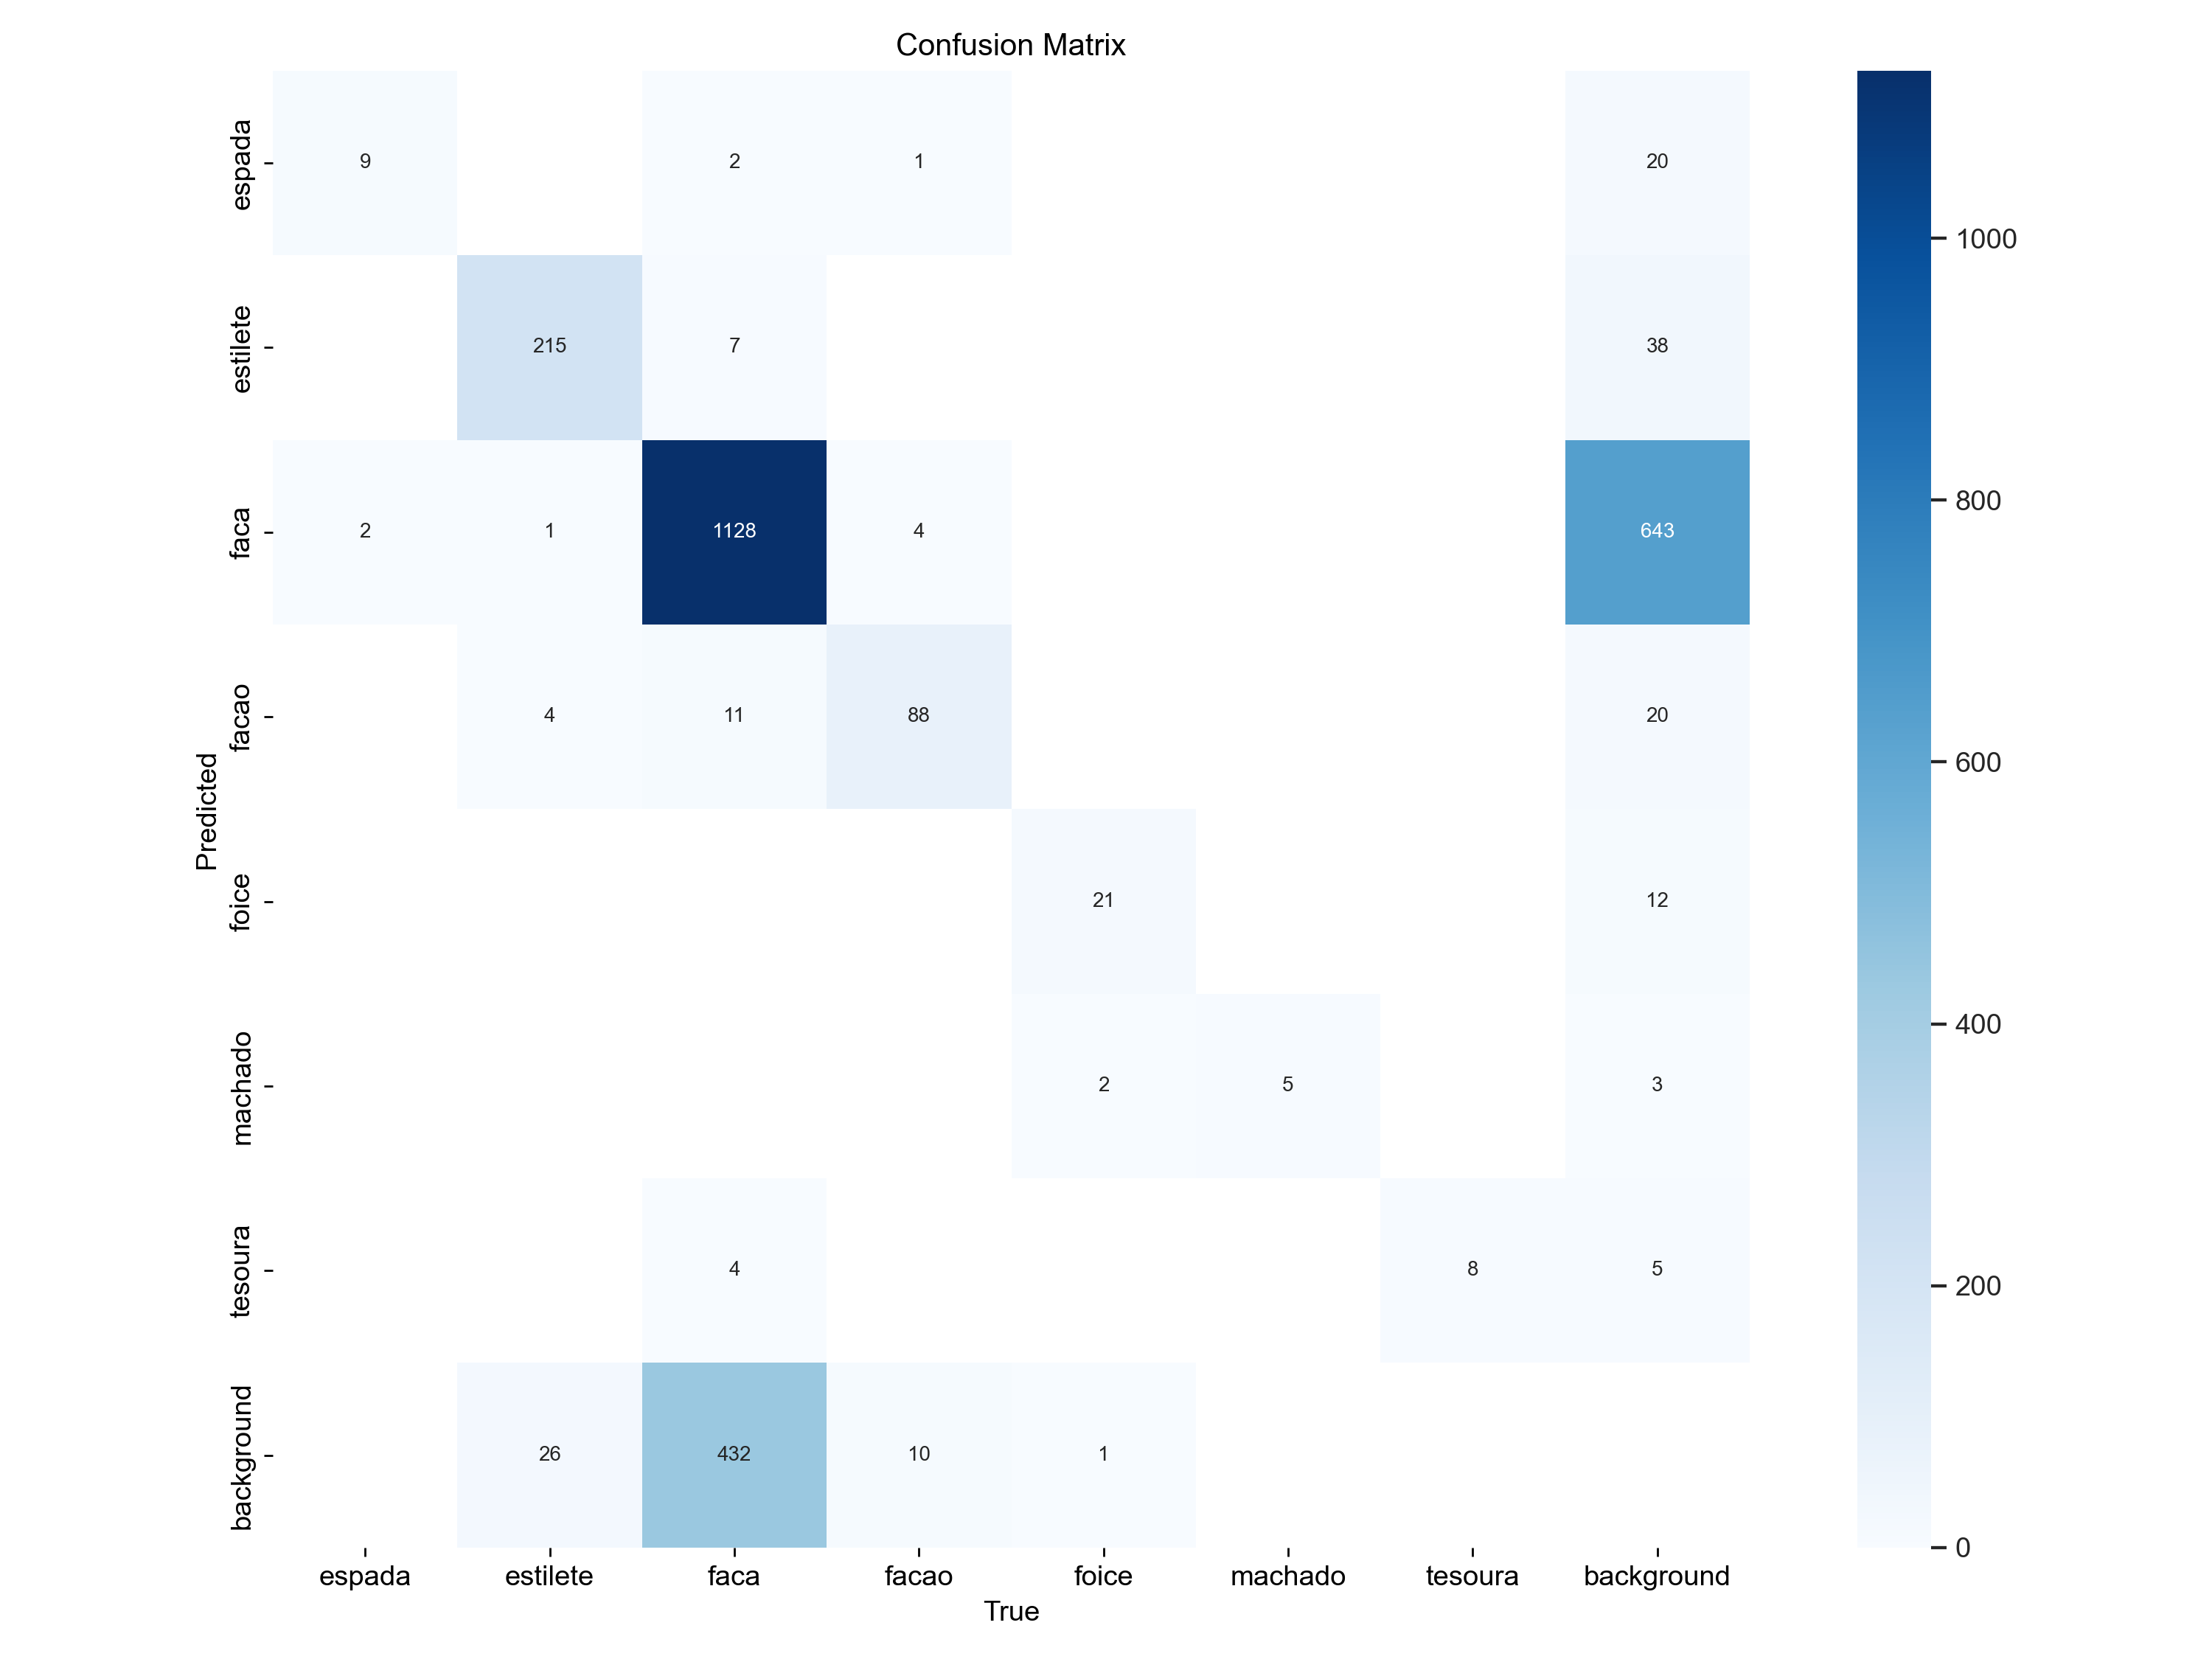 Confusion Matrix
espada 9 2 1 20
estilete 215 7 38
faca 2 1 1128 4 643
facao 4 11 88 20
foice 21 12
machado 2 5 3
tesoura 4 8 5
background 26 432 10 1
espada estilete faca facao foice machado tesoura background
True
Predicted
1000
800
600
400
200
0